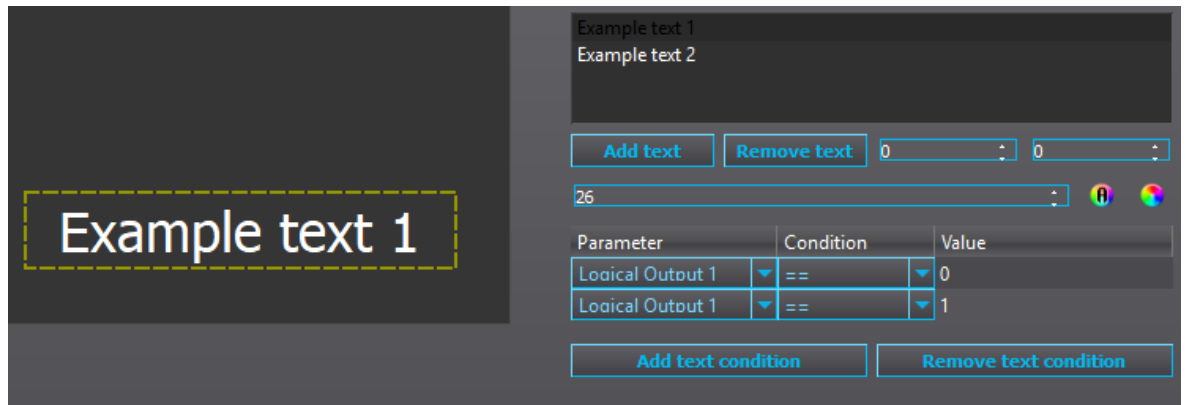 Example text 1
Example text 1
Example text 2
Add text Remove text 0 0
26
Parameter Condition Value
Logical Output 1 == 0
Logical Output 1 == 1
Add text condition Remove text condition